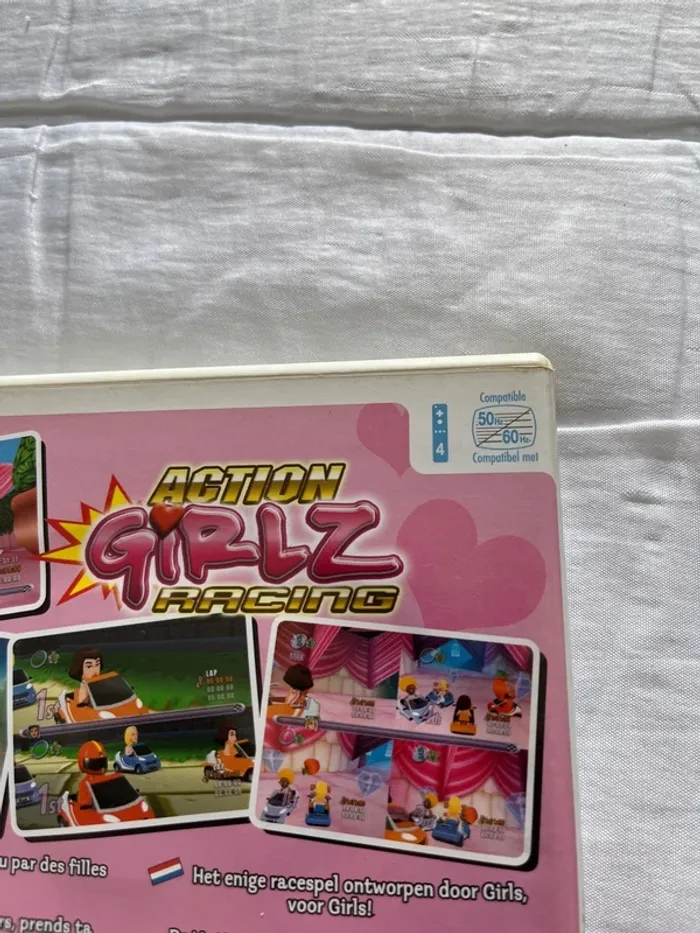 Compatible
50Hz
60Hz
4
Compatibel met
ACTION
GIRLZ
RACING
LAP
1st
1st
u par des filles
Het enige racespel ontworpen door Girls,
voor Girls!
rs, prends ta